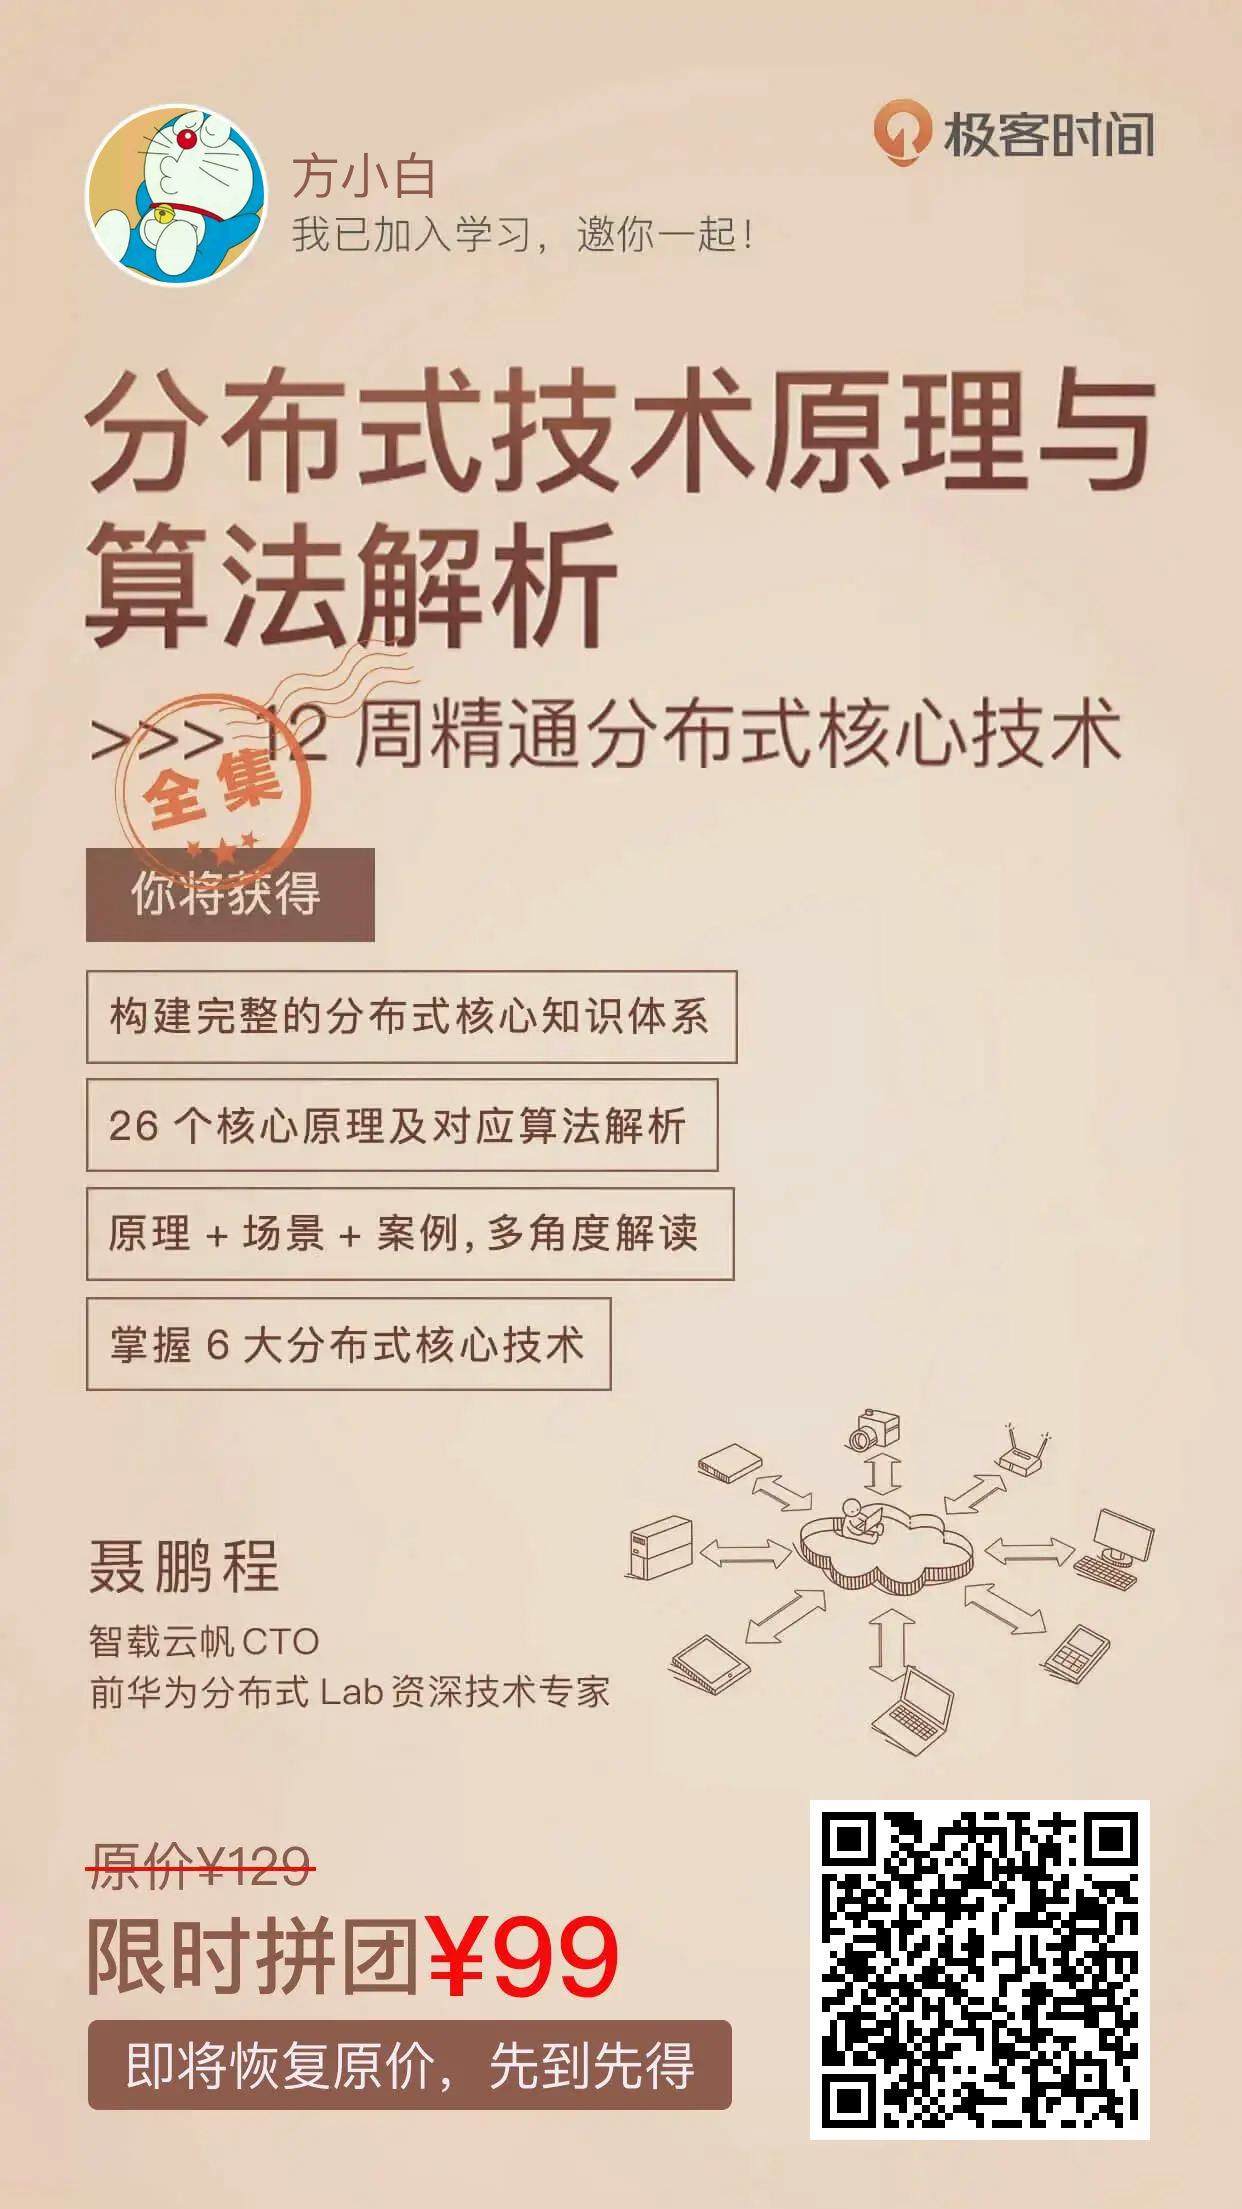 极客时间
方小白
我已加入学习，邀你一起！
分布式技术原理与
算法解析
>>> 12 周精通分布式核心技术
全集
你将获得
构建完整的分布式核心知识体系
26 个核心原理及对应算法解析
原理 + 场景 + 案例, 多角度解读
掌握 6 大分布式核心技术
聂鹏程
智载云帆 CTO
前华为分布式 Lab 资深技术专家
原价¥129
限时拼团¥99
即将恢复原价，先到先得